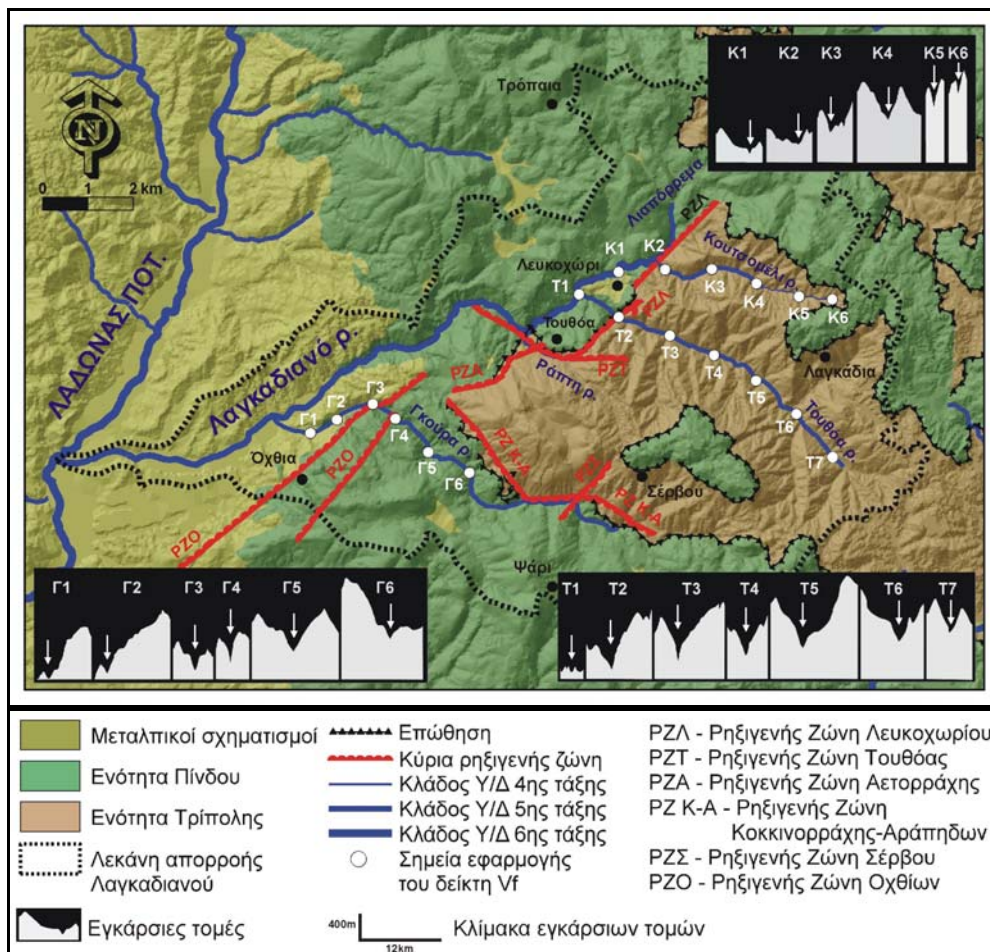 K1 K2 K3 K4 K5 K6
Τρόπαια
N
0 1 2 km
ΛΑΔΩΝΑΣ ΠΟΤ.
Λιαπόρρεμα
ΡΖΛ
Κουτσομέλι ρ.
Λευκοχώρι
K1
K2
K3
K4
K5
K6
T1
ΡΖΛ
Τουθόα
T2
T3
T4
T5
T6
T7
Λαγκάδια
ΡΖΤ
Ράπτη ρ.
Τουθόα ρ.
Λαγκαδιανό ρ.
ΡΖΑ
Γ1
Γ2
Γ3
Γ4
Γ5
Γ6
Γκούρα ρ.
ΡΖ Κ-Α
Όχθια
ΡΖΟ
ΡΖΟ
ΡΖΣ
Σέρβου
ΡΖ Κ-Α
Ψάρι
Γ1 Γ2 Γ3 Γ4 Γ5 Γ6
T1 T2 T3 T4 T5 T6 T7
Μεταλπικοί σχηματισμοί
Ενότητα Πίνδου
Ενότητα Τρίπολης
Λεκάνη απορροής
Λαγκαδιανού
Εγκάρσιες τομές
Επώθηση
Κύρια ρηξιγενής ζώνη
Κλάδος Υ/Δ 4ης τάξης
Κλάδος Υ/Δ 5ης τάξης
Κλάδος Υ/Δ 6ης τάξης
Σημεία εφαρμογής
του δείκτη Vf
400m
12km
Κλίμακα εγκάρσιων τομών
ΡΖΛ - Ρηξιγενής Ζώνη Λευκοχωρίου
ΡΖΤ - Ρηξιγενής Ζώνη Τουθόας
ΡΖΑ - Ρηξιγενής Ζώνη Αετορράχης
ΡΖ Κ-Α - Ρηξιγενής Ζώνη
Κοκκινορράχης-Αράπηδων
ΡΖΣ - Ρηξιγενής Ζώνη Σέρβου
ΡΖΟ - Ρηξιγενής Ζώνη Οχθίων